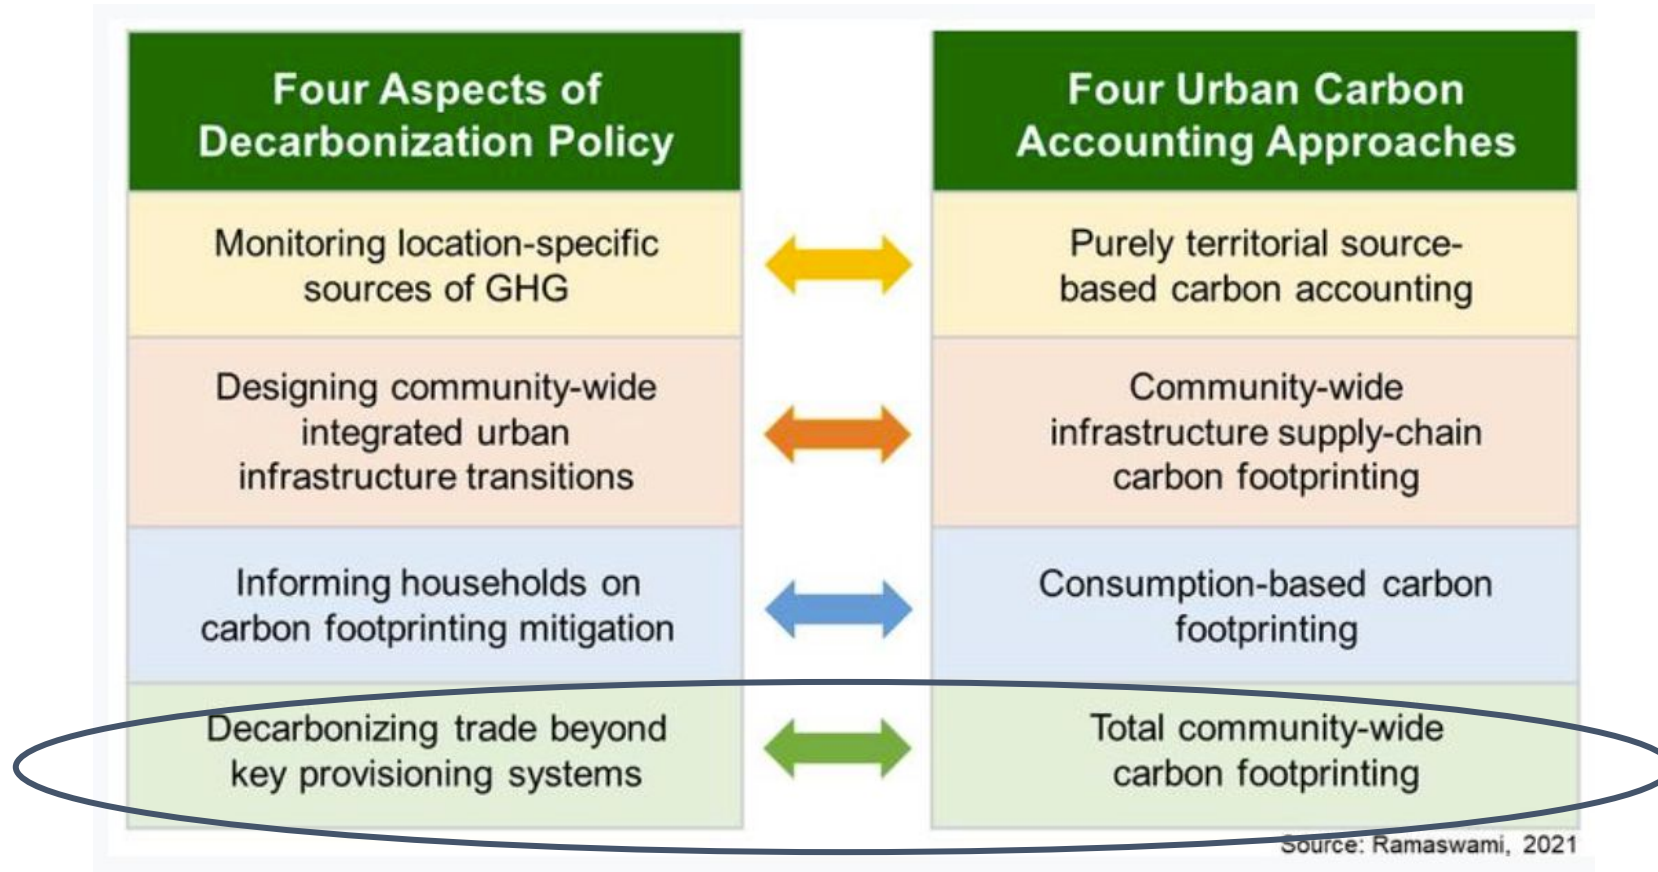 Four Aspects of
Decarbonization Policy
Four Urban Carbon
Accounting Approaches
Monitoring location-specific
sources of GHG
Purely territorial source-
based carbon accounting
Designing community-wide
integrated urban
infrastructure transitions
Community-wide
infrastructure supply-chain
carbon footprinting
Informing households on
carbon footprinting mitigation
Consumption-based carbon
footprinting
Decarbonizing trade beyond
key provisioning systems
Total community-wide
carbon footprinting
Source: Ramaswami, 2021